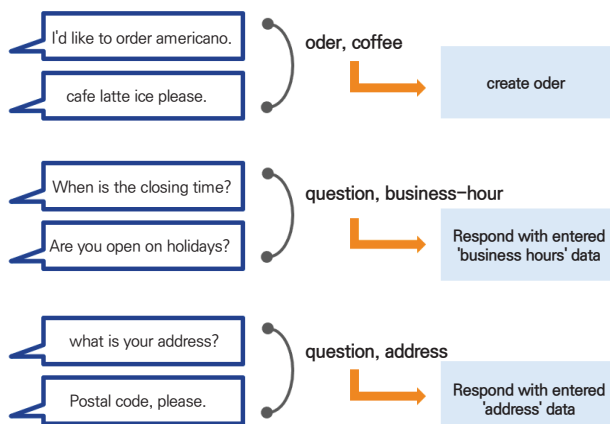 I'd like to order americano.
oder, coffee
cafe latte ice please.
create oder
When is the closing time?
question, business-hour
Are you open on holidays?
Respond with entered
'business hours' data
what is your address?
question, address
Postal code, please.
Respond with entered
'address' data